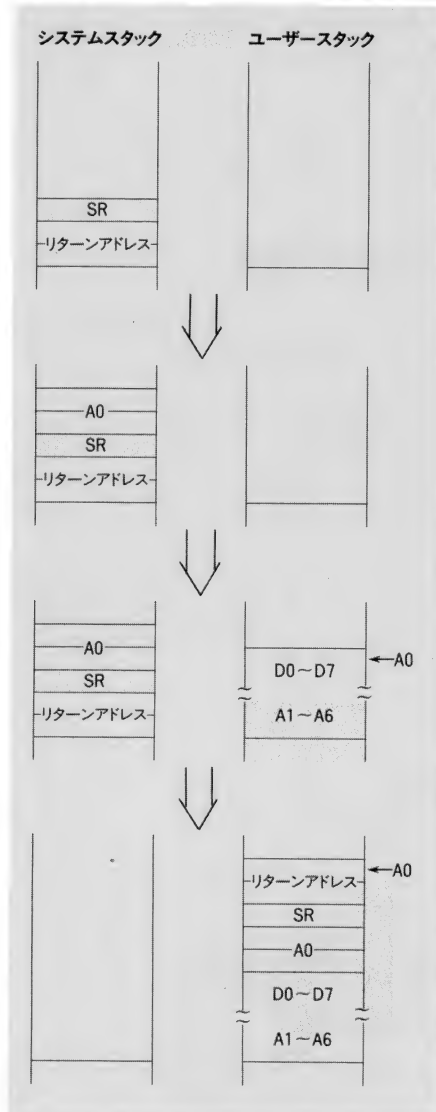 システムスタック
ユーザースタック
SR
リターンアドレス
A0
SR
リターンアドレス
A0
SR
リターンアドレス
D0～D7
A1～A6
←A0
リターンアドレス
SR
A0
D0～D7
A1～A6
←A0